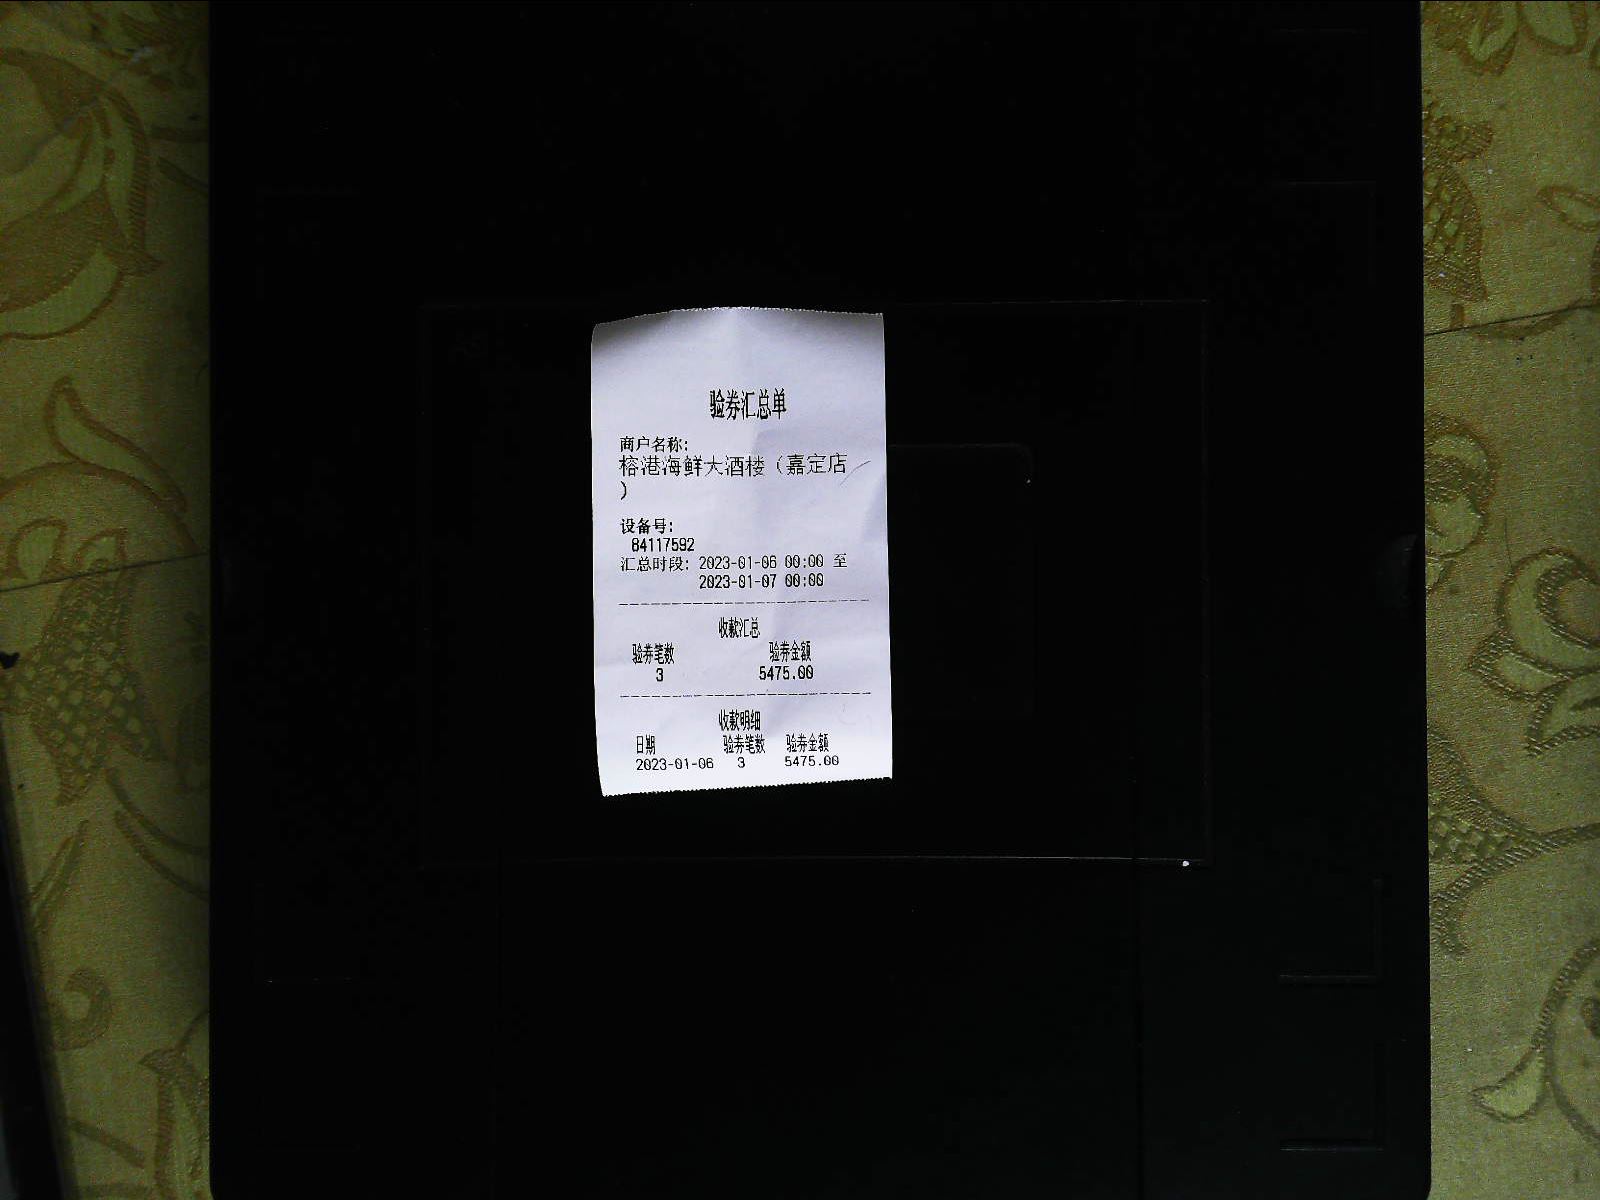 验券汇总单
商户名称:
榕港海鲜大酒楼（嘉定店
）
设备号:
84117592
汇总时段: 2023-01-06 00:00 至
2023-01-07 00:00
收款汇总
验券笔数 验券金额
3 5475.00
收款明细
日期 验券笔数 验券金额
2023-01-06 3 5475.00